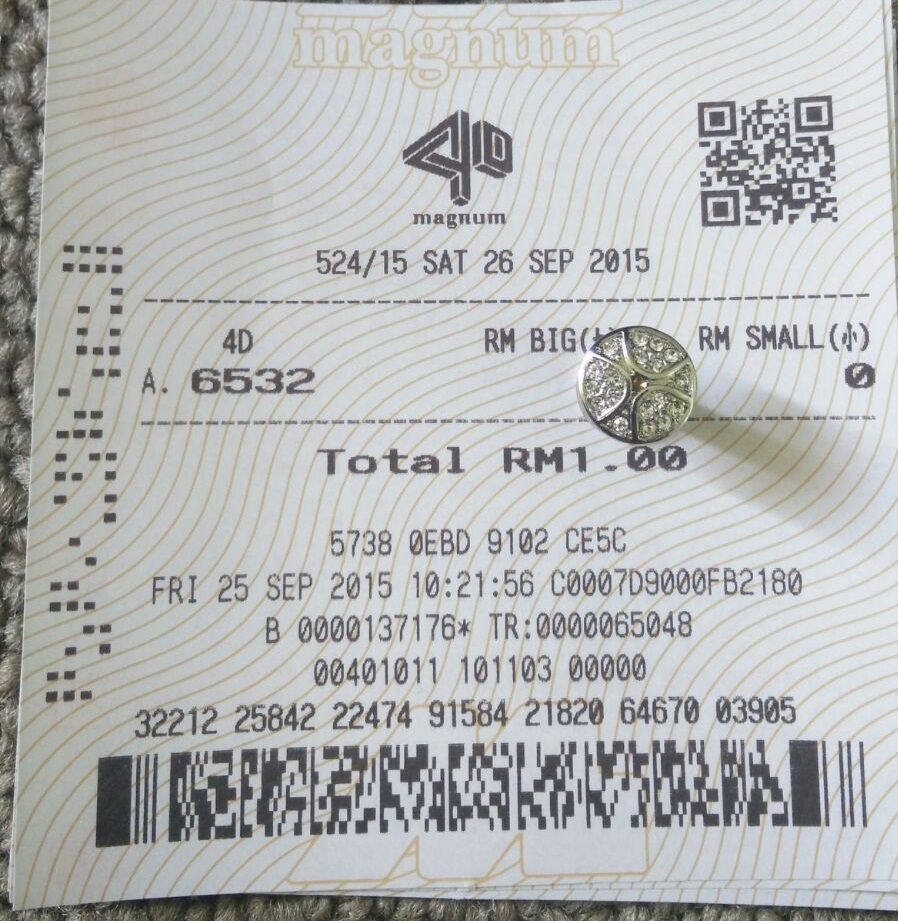 magnum
4D
magnum
524/15 SAT 26 SEP 2015
4D RM BIG( RM SMALL(小)
A. 6532 0
Total RM1.00
5738 0EBD 9102 CE5C
FRI 25 SEP 2015 10:21:56 C0007D9000FB2180
B 0000137176* TR:0000065048
00401011 101103 00000
32212 25842 22474 91584 21820 64670 03905